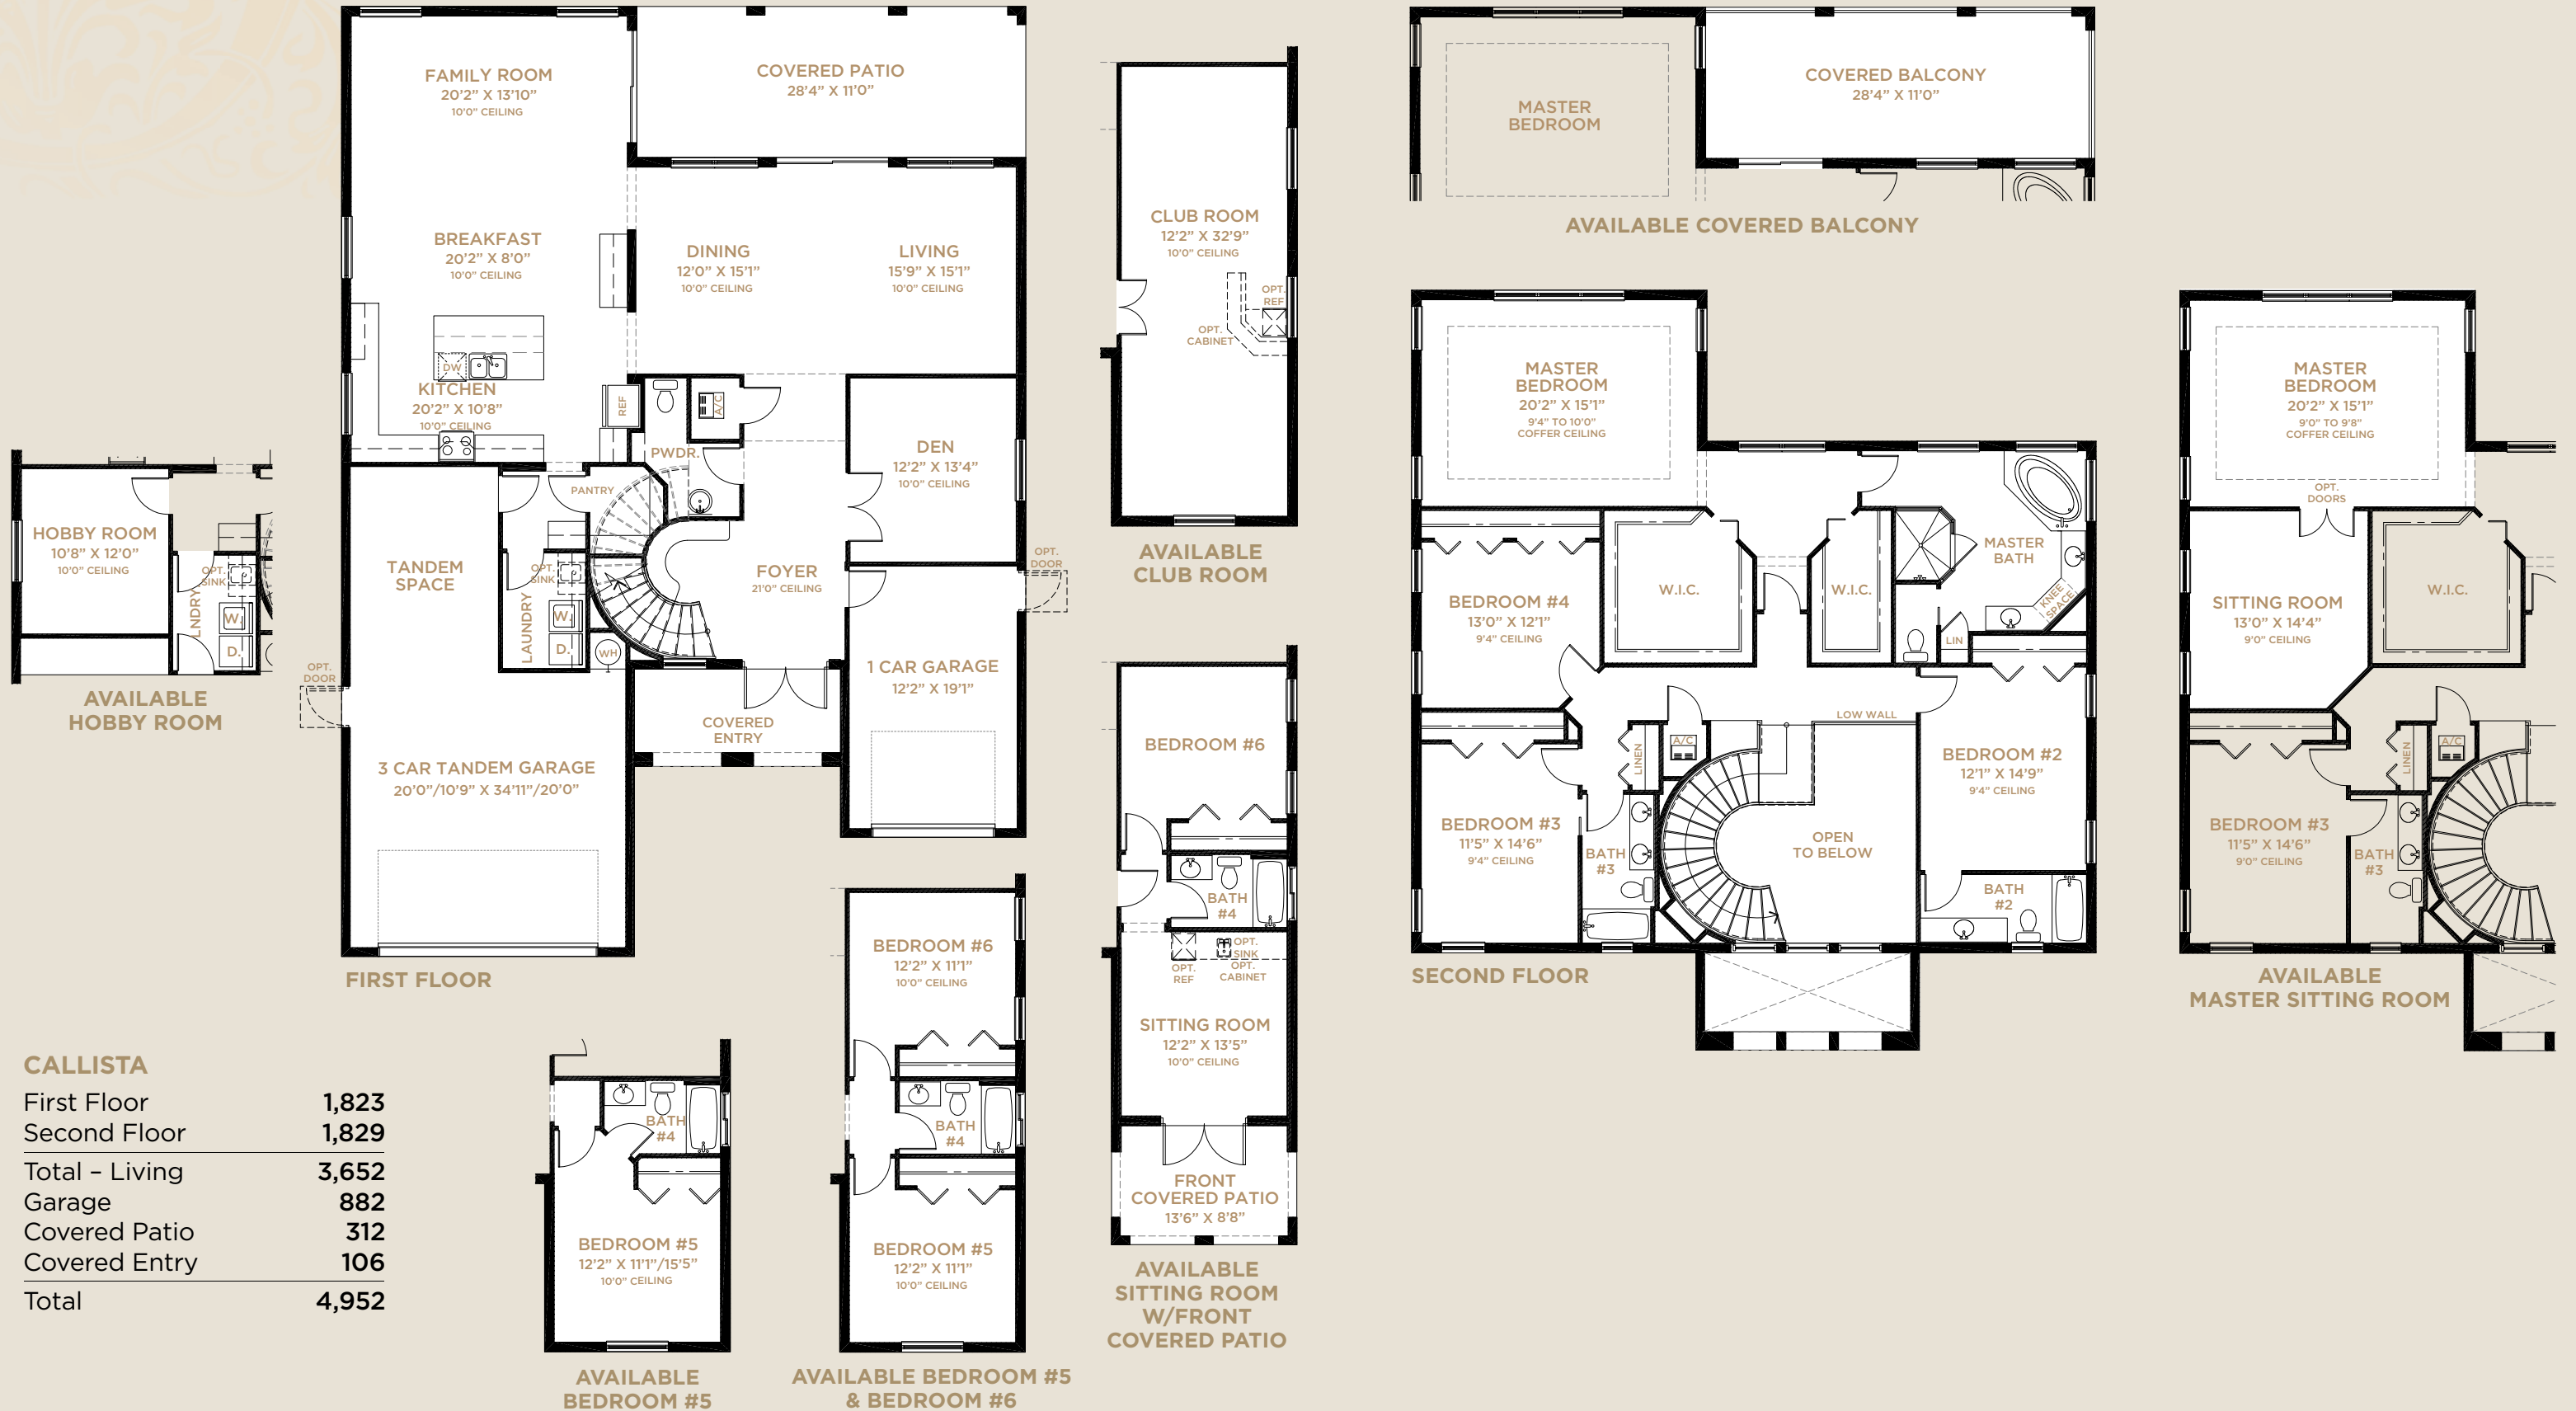 FAMILY ROOM
20'2" X 13'10"
10'0" CEILING
COVERED PATIO
28'4" X 11'0"
BREAKFAST
20'2" X 8'0"
10'0" CEILING
DINING
12'0" X 15'1"
10'0" CEILING
LIVING
15'9" X 15'1"
10'0" CEILING
DW
KITCHEN
20'2" X 10'8"
10'0" CEILING
REF
A/C
PWDR.
DEN
12'2" X 13'4"
10'0" CEILING
PANTRY
TANDEM
SPACE
OPT.
SINK
LAUNDRY
W.
D.
WH
FOYER
21'0" CEILING
OPT.
DOOR
1 CAR GARAGE
12'2" X 19'1"
OPT.
DOOR
COVERED
ENTRY
3 CAR TANDEM GARAGE
20'0"/10'9" X 34'11"/20'0"
FIRST FLOOR
HOBBY ROOM
10'8" X 12'0"
10'0" CEILING
OPT.
SINK
LNDRY
W.
D.
AVAILABLE
HOBBY ROOM
CLUB ROOM
12'2" X 32'9"
10'0" CEILING
OPT.
REF
OPT.
CABINET
AVAILABLE
CLUB ROOM
MASTER
BEDROOM
COVERED BALCONY
28'4" X 11'0"
AVAILABLE COVERED BALCONY
MASTER
BEDROOM
20'2" X 15'1"
9'4" TO 10'0"
COFFER CEILING
BEDROOM #4
13'0" X 12'1"
9'4" CEILING
W.I.C.
W.I.C.
MASTER
BATH
KNEE
SPACE
LIN
LOW WALL
LINEN
A/C
BEDROOM #2
12'1" X 14'9"
9'4" CEILING
BEDROOM #3
11'5" X 14'6"
9'4" CEILING
BATH
#3
OPEN
TO BELOW
BATH
#2
SECOND FLOOR
MASTER
BEDROOM
20'2" X 15'1"
9'0" TO 9'8"
COFFER CEILING
OPT.
DOORS
SITTING ROOM
13'0" X 14'4"
9'0" CEILING
W.I.C.
LINEN
A/C
BEDROOM #3
11'5" X 14'6"
9'0" CEILING
BATH
#3
AVAILABLE
MASTER SITTING ROOM
BEDROOM #6
BATH
#4
OPT.
REF
OPT.
SINK
OPT.
CABINET
SITTING ROOM
12'2" X 13'5"
10'0" CEILING
FRONT
COVERED PATIO
13'6" X 8'8"
AVAILABLE
SITTING ROOM
W/FRONT
COVERED PATIO
BEDROOM #6
12'2" X 11'1"
10'0" CEILING
BATH
#4
BEDROOM #5
12'2" X 11'1"
10'0" CEILING
AVAILABLE BEDROOM #5
& BEDROOM #6
BATH
#4
BEDROOM #5
12'2" X 11'1"/15'5"
10'0" CEILING
AVAILABLE
BEDROOM #5
CALLISTA
First Floor 1,823
Second Floor 1,829
Total – Living 3,652
Garage 882
Covered Patio 312
Covered Entry 106
Total 4,952